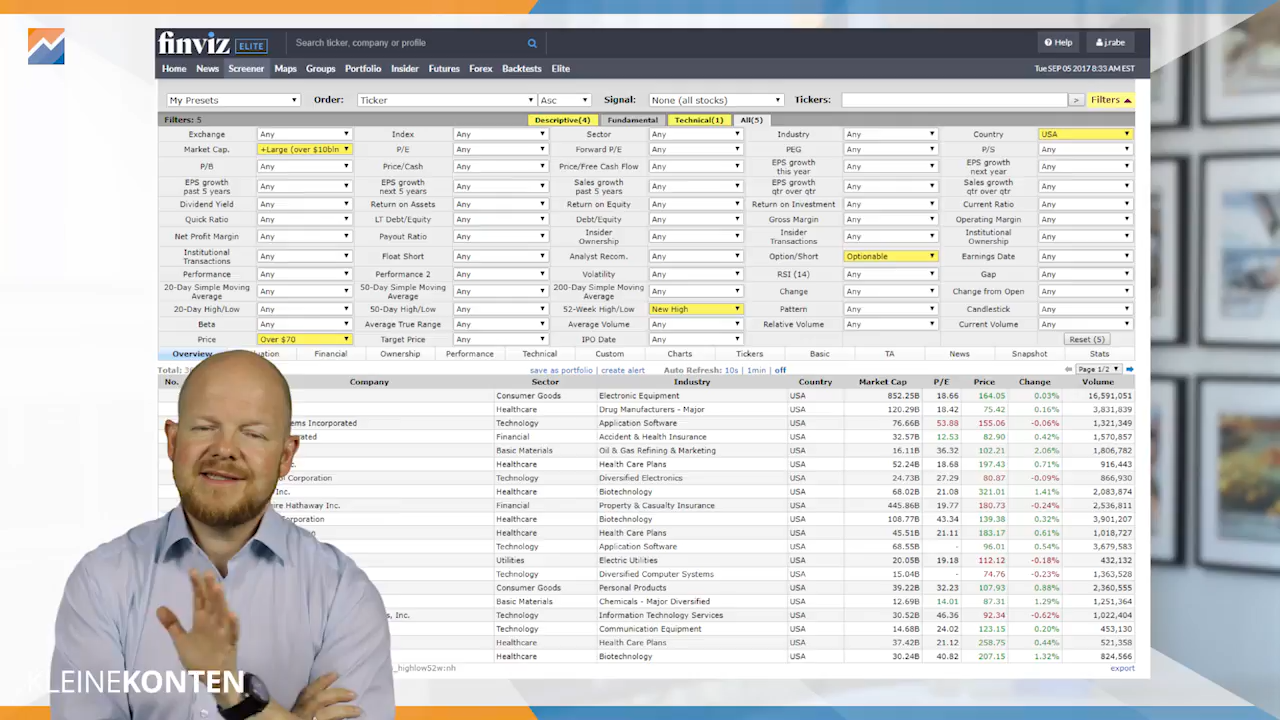 finviz ELITE Search ticker, company or profile Help j.rabe
Home News Screener Maps Groups Portfolio Insider Futures Forex Backtests Elite Tue SEP 05 2017 8:33 AM EST
My Presets Order: Ticker Asc Signal: None (all stocks) Tickers: > Filters
Filters: 5 Descriptive(4) Fundamental Technical(1) All(5)
Exchange Any Index Any Sector Any Industry Any Country USA
Market Cap. +Large (over $10bln P/E Any Forward P/E Any PEG Any P/S Any
P/B Any Price/Cash Any Price/Free Cash Flow Any EPS growth this year Any EPS growth next year Any
EPS growth past 5 years Any EPS growth next 5 years Any Sales growth past 5 years Any EPS growth qtr over qtr Any Sales growth qtr over qtr Any
Dividend Yield Any Return on Assets Any Return on Equity Any Return on Investment Any Current Ratio Any
Quick Ratio Any LT Debt/Equity Any Debt/Equity Any Gross Margin Any Operating Margin Any
Net Profit Margin Any Payout Ratio Any Insider Ownership Any Insider Transactions Any Institutional Ownership Any
Institutional Transactions Any Float Short Any Analyst Recom. Any Option/Short Optionable Earnings Date Any
Performance Any Performance 2 Any Volatility Any RSI (14) Any Gap Any
20-Day Simple Moving Average Any 50-Day Simple Moving Average Any 200-Day Simple Moving Average Any Change Any Change from Open Any
20-Day High/Low Any 50-Day High/Low Any 52-Week High/Low New High Pattern Any Candlestick Any
Beta Any Average True Range Any Average Volume Any Relative Volume Any Current Volume Any
Price Over $70 Target Price Any IPO Date Any Reset (5)
Overview Financial Ownership Performance Technical Custom Charts Tickers Basic TA News Snapshot Stats
Total: save as portfolio | create alert Auto Refresh: 10s | 1min | off Page 1/2
No. Company Sector Industry Country Market Cap P/E Price Change Volume
Consumer Goods Electronic Equipment USA 852.25B 18.66 164.05 0.03% 16,591,051
Healthcare Drug Manufacturers - Major USA 120.29B 18.42 75.42 0.16% 3,831,839
ems Incorporated Technology Application Software USA 76.66B 53.88 155.06 -0.06% 1,321,349
orated Financial Accident & Health Insurance USA 32.57B 12.53 82.90 0.42% 1,570,857
Basic Materials Oil & Gas Refining & Marketing USA 16.11B 36.32 102.21 2.06% 1,806,782
c. Healthcare Health Care Plans USA 52.24B 18.68 197.43 0.71% 916,443
ol Corporation Technology Diversified Electronics USA 24.73B 27.29 80.87 -0.09% 866,930
Inc. Healthcare Biotechnology USA 68.02B 21.08 321.01 1.41% 2,083,874
ire Hathaway Inc. Financial Property & Casualty Insurance USA 445.86B 19.77 180.73 -0.24% 2,536,811
Corporation Healthcare Biotechnology USA 108.77B 43.34 139.38 0.32% 3,901,207
Healthcare Health Care Plans USA 45.51B 21.11 183.17 0.61% 1,018,727
Technology Application Software USA 68.55B - 96.01 0.54% 3,679,583
Utilities Electric Utilities USA 20.05B 19.18 112.12 -0.18% 432,132
Technology Diversified Computer Systems USA 15.04B - 74.76 -0.23% 1,363,528
Consumer Goods Personal Products USA 39.22B 32.23 107.93 0.88% 2,360,555
Basic Materials Chemicals - Major Diversified USA 12.69B 14.01 87.31 1.29% 1,251,364
s, Inc. Technology Information Technology Services USA 30.52B 46.36 92.34 -0.62% 1,022,404
Technology Communication Equipment USA 14.68B 24.02 123.15 0.20% 453,130
Healthcare Health Care Plans USA 37.42B 21.12 258.75 0.44% 521,358
Healthcare Biotechnology USA 30.24B 40.82 207.15 1.32% 824,566
_highlow52w:nh export
KLEINEKONTEN